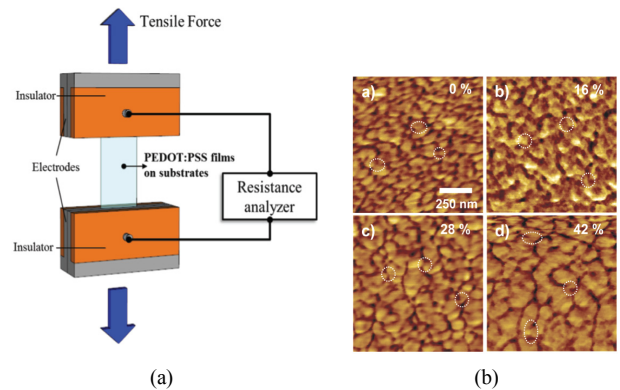 a)
Tensile Force
Insulator
Electrodes
PEDOT:PSS films
on substrates
Resistance
analyzer
Insulator
a) 0 %
250 nm
b) 16 %
c) 28 %
d) 42 %
(a)
(b)